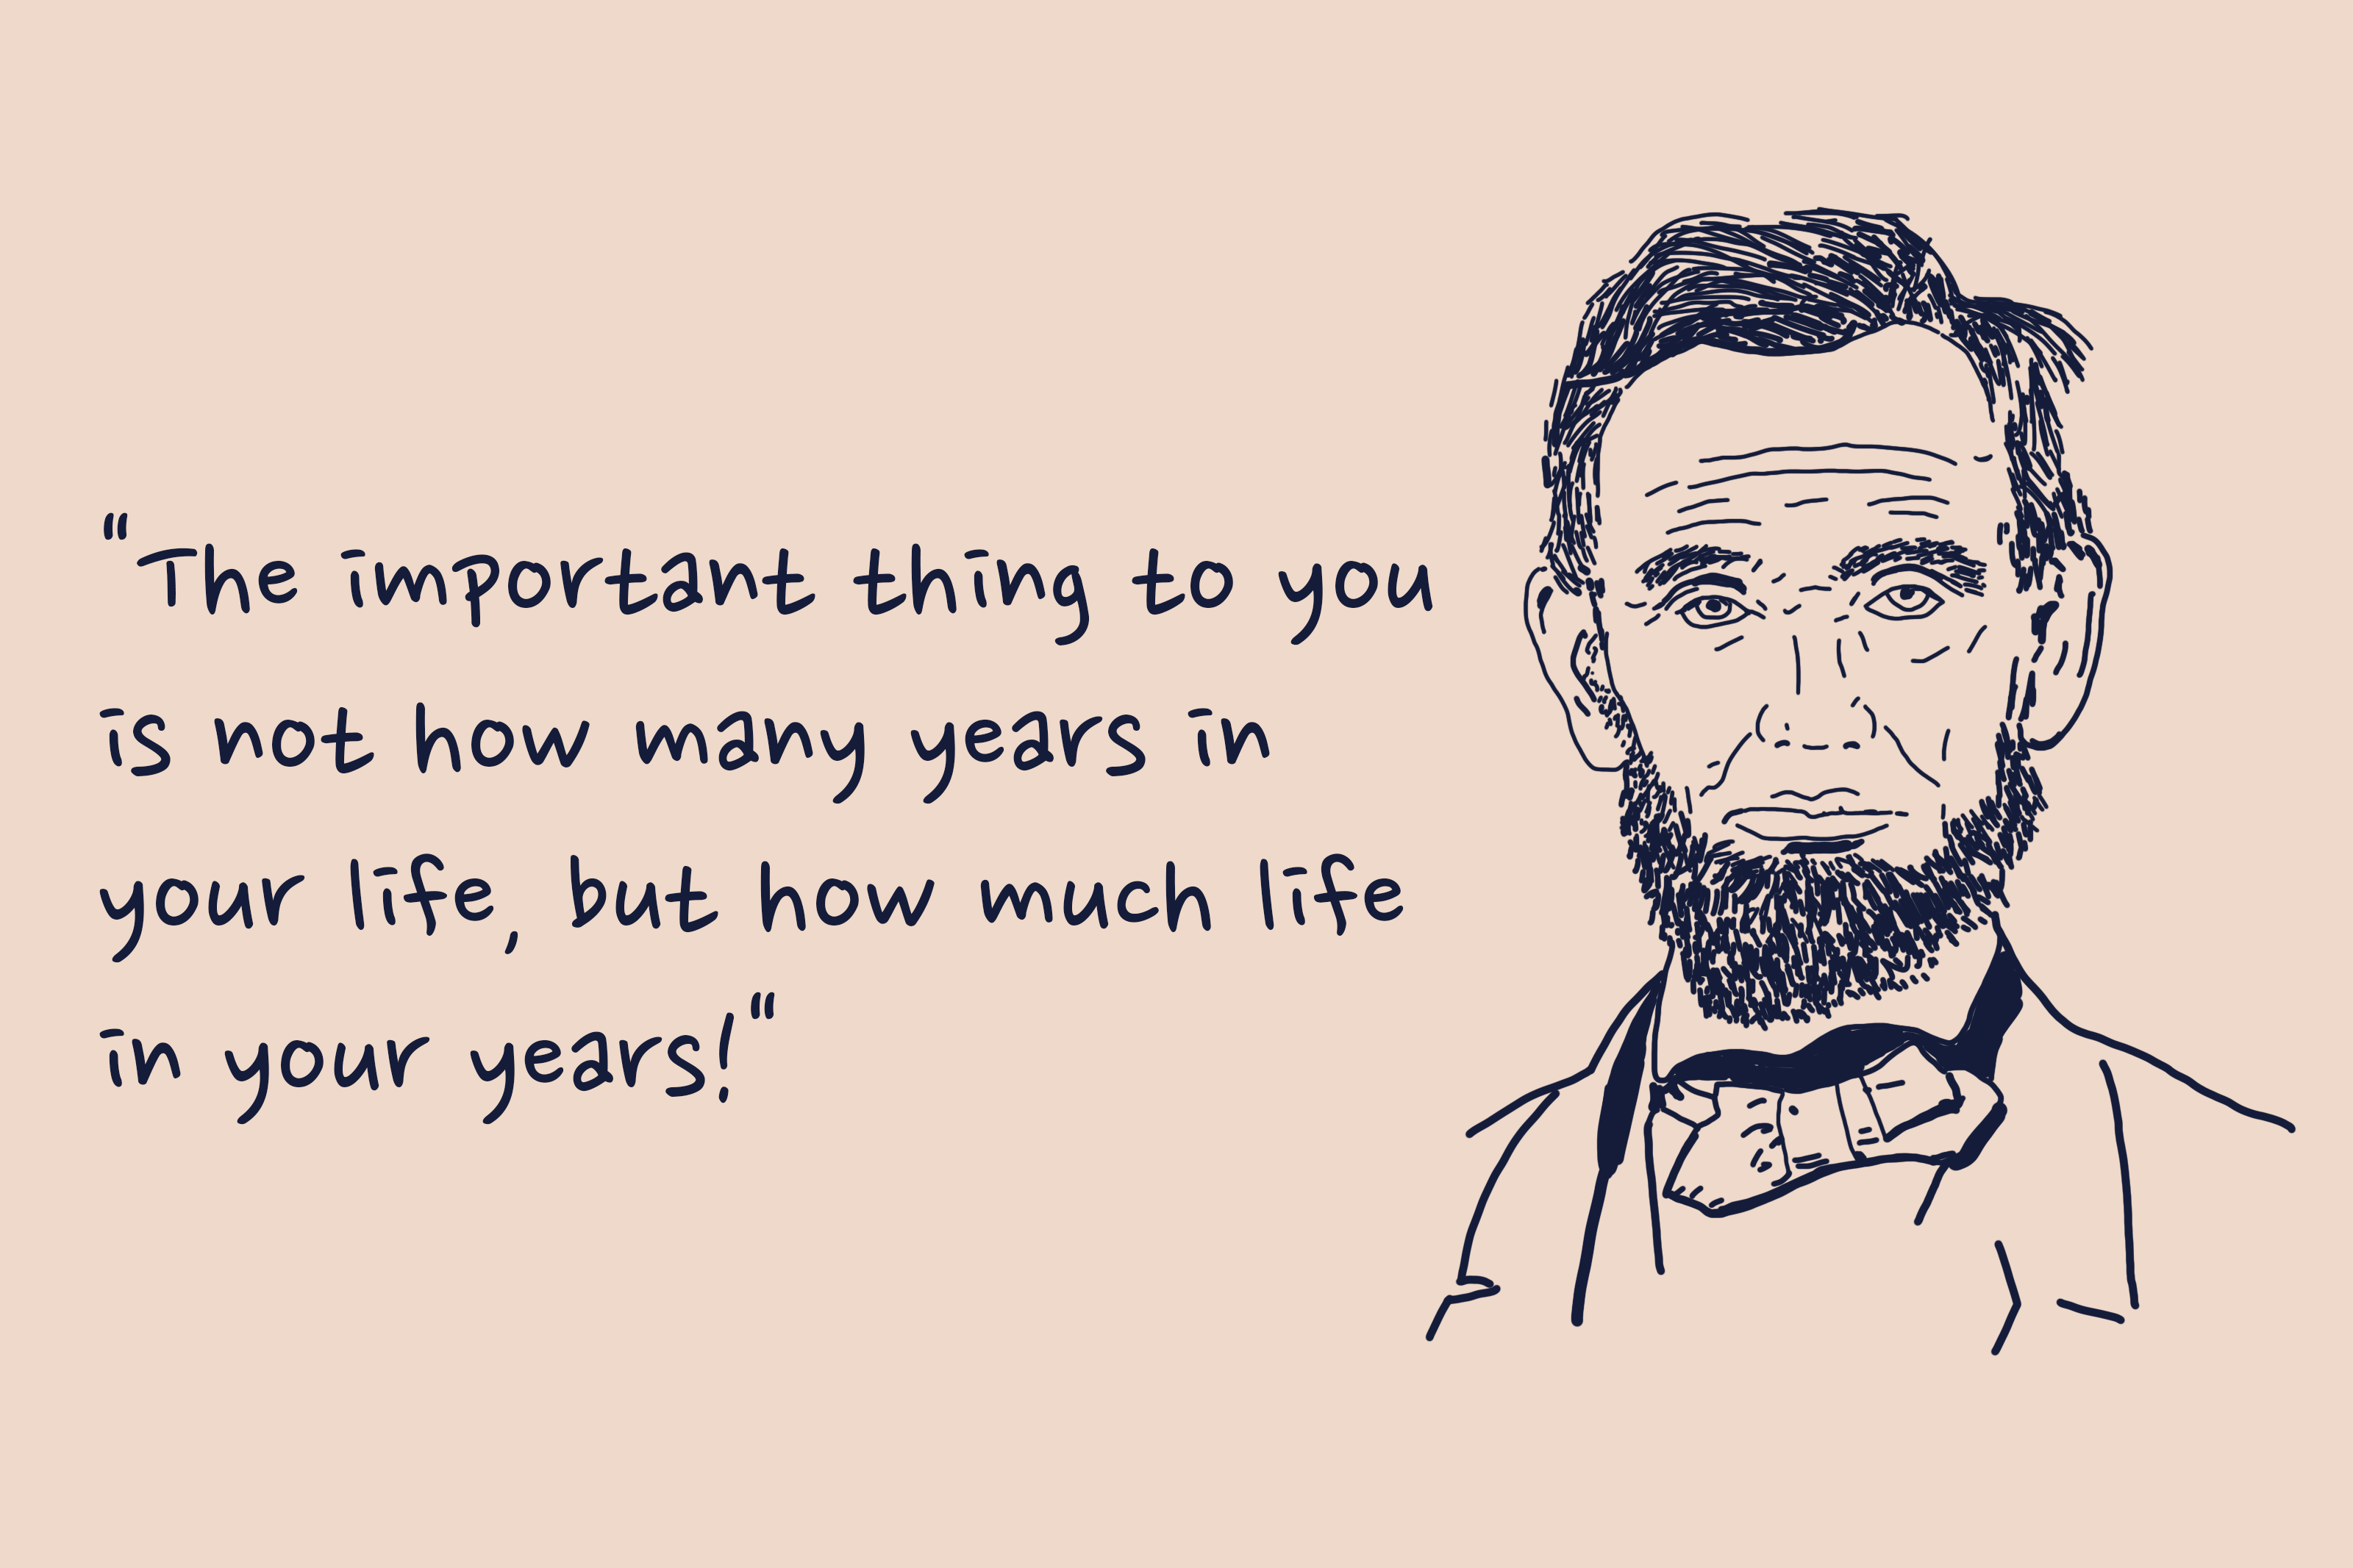 "The important thing to you
is not how many years in
your life, but how much life
in your years!"